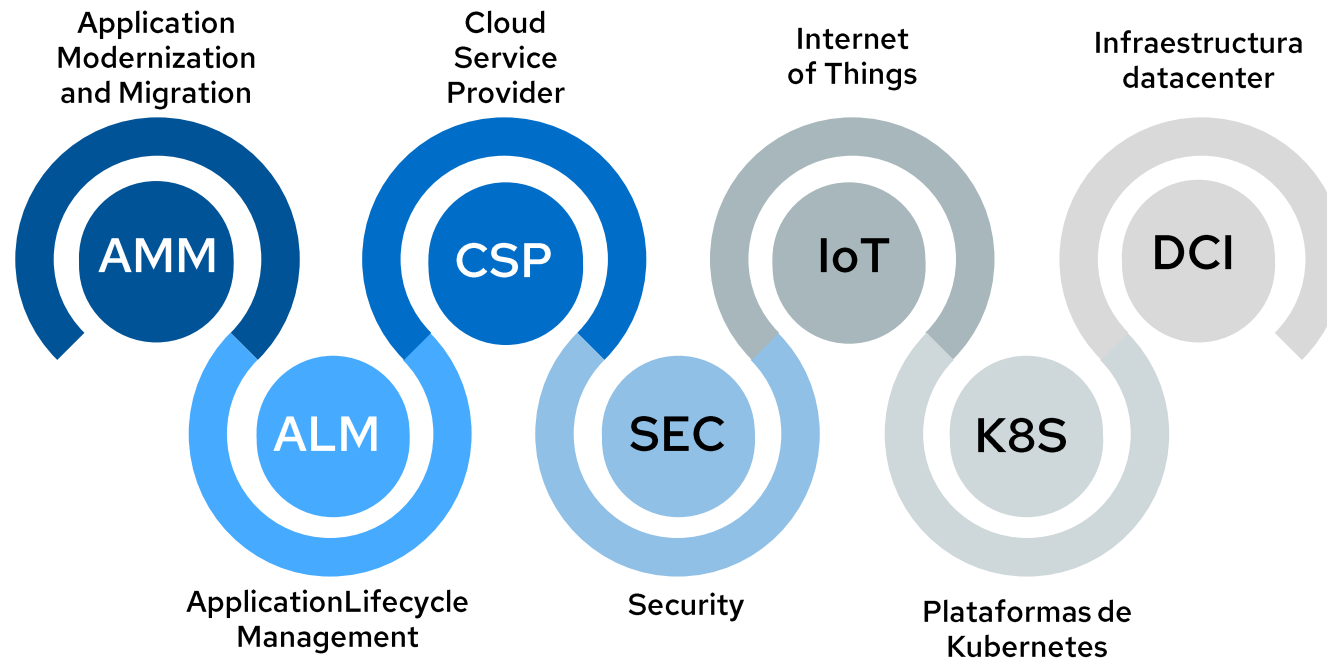 Application
Modernization
and Migration
AMM
ALM
ApplicationLifecycle
Management
Cloud
Service
Provider
CSP
SEC
Security
Internet
of Things
IoT
K8S
Plataformas de
Kubernetes
Infraestructura
datacenter
DCI